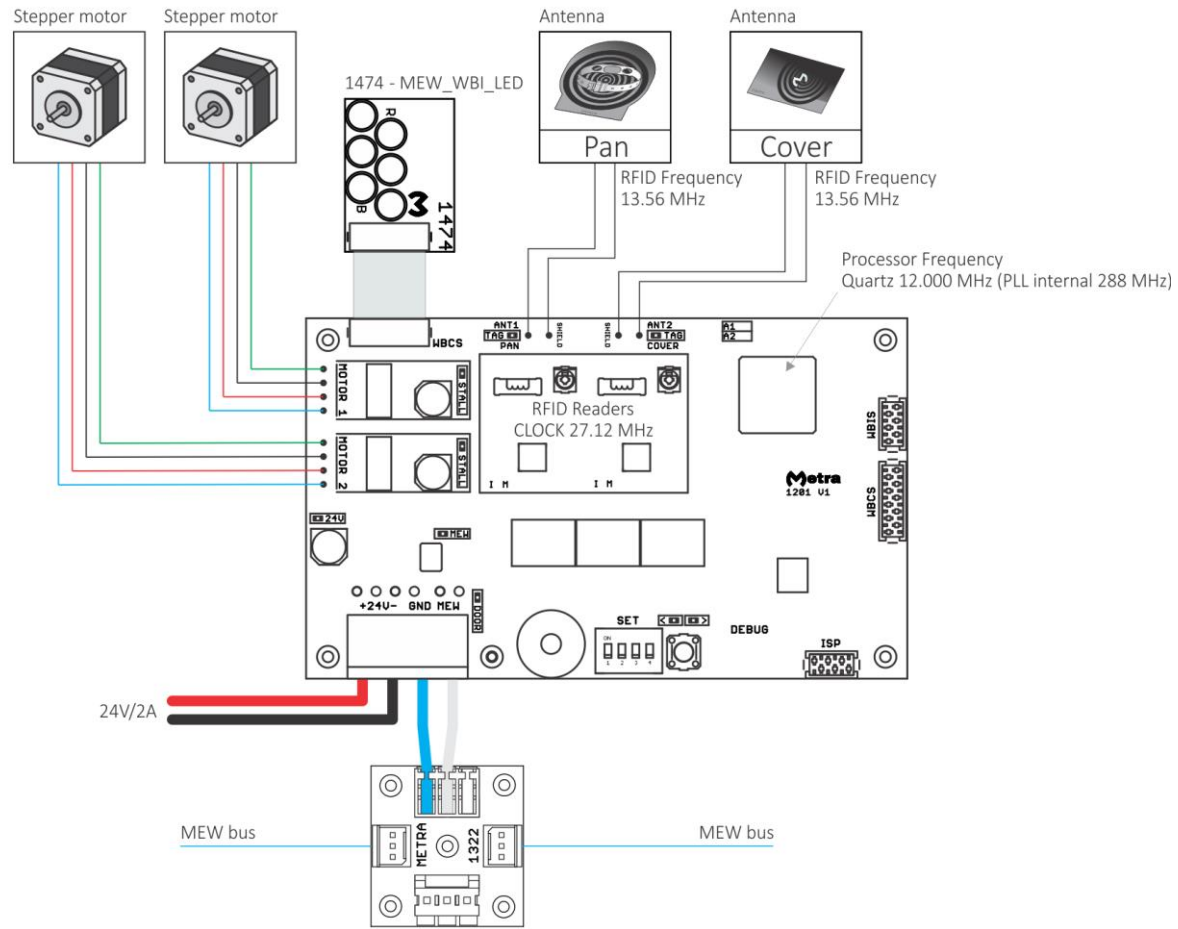 Stepper motor
Stepper motor
Antenna
Antenna
1474 - MEW_WBI_LED
R
B
1474
Pan
Cover
RFID Frequency
13.56 MHz
RFID Frequency
13.56 MHz
Processor Frequency
Quartz 12.000 MHz (PLL internal 288 MHz)
WBCS
ANT1
TAG
PAN
SHIELD
SHIELD
ANT2
TAG
COVER
A1
A2
MOTOR 1
STALL
MOTOR 2
STALL
RFID Readers
CLOCK 27.12 MHz
I M
I M
WBIS
WBCS
Metra
1201 V1
24V
MEW
+24V- GND MEW
DOOR
SET
ON
1 2 3 4
< >
DEBUG
ISP
24V/2A
METRA
1322
MEW bus
MEW bus